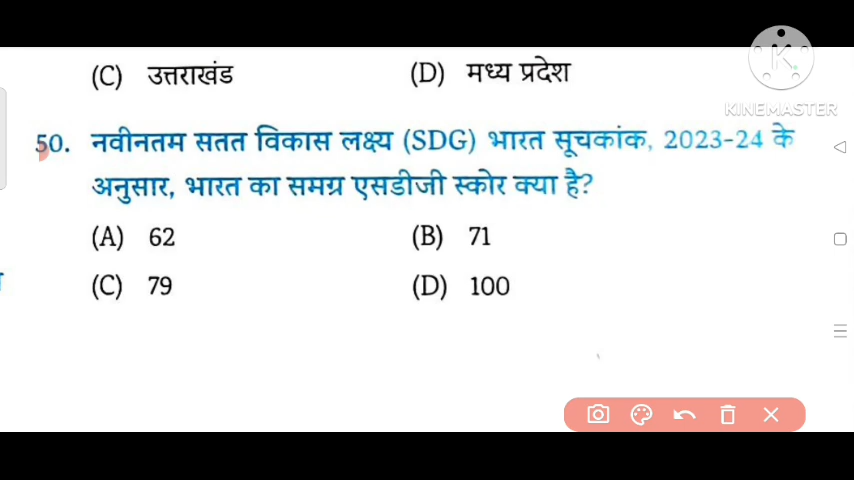 (C) उत्तराखंड (D) मध्य प्रदेश
KINEMASTER
50. नवीनतम सतत विकास लक्ष्य (SDG) भारत सूचकांक, 2023-24 के
अनुसार, भारत का समग्र एसडीजी स्कोर क्या है?
(A) 62 (B) 71
(C) 79 (D) 100